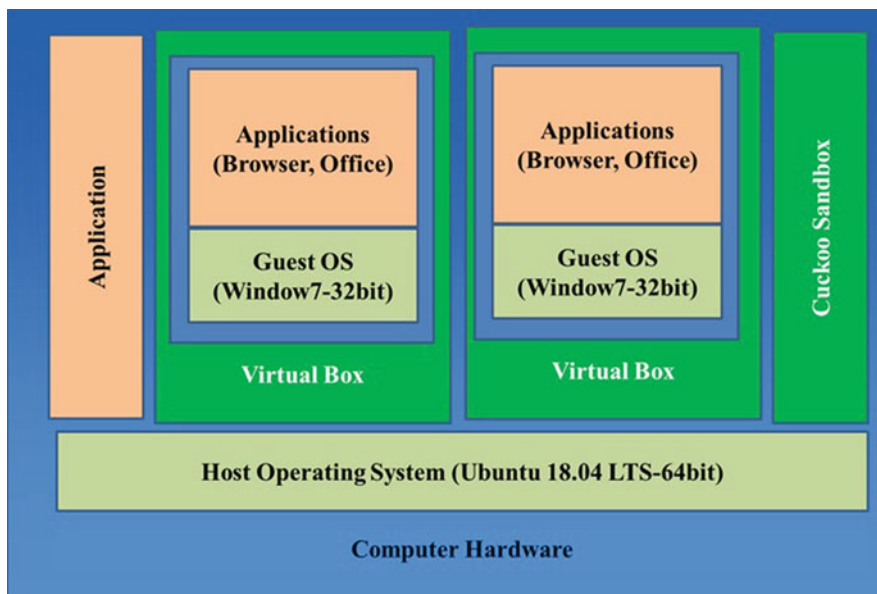 Application
Applications
(Browser, Office)
Guest OS
(Window7-32bit)
Virtual Box
Applications
(Browser, Office)
Guest OS
(Window7-32bit)
Virtual Box
Cuckoo Sandbox
Host Operating System (Ubuntu 18.04 LTS-64bit)
Computer Hardware